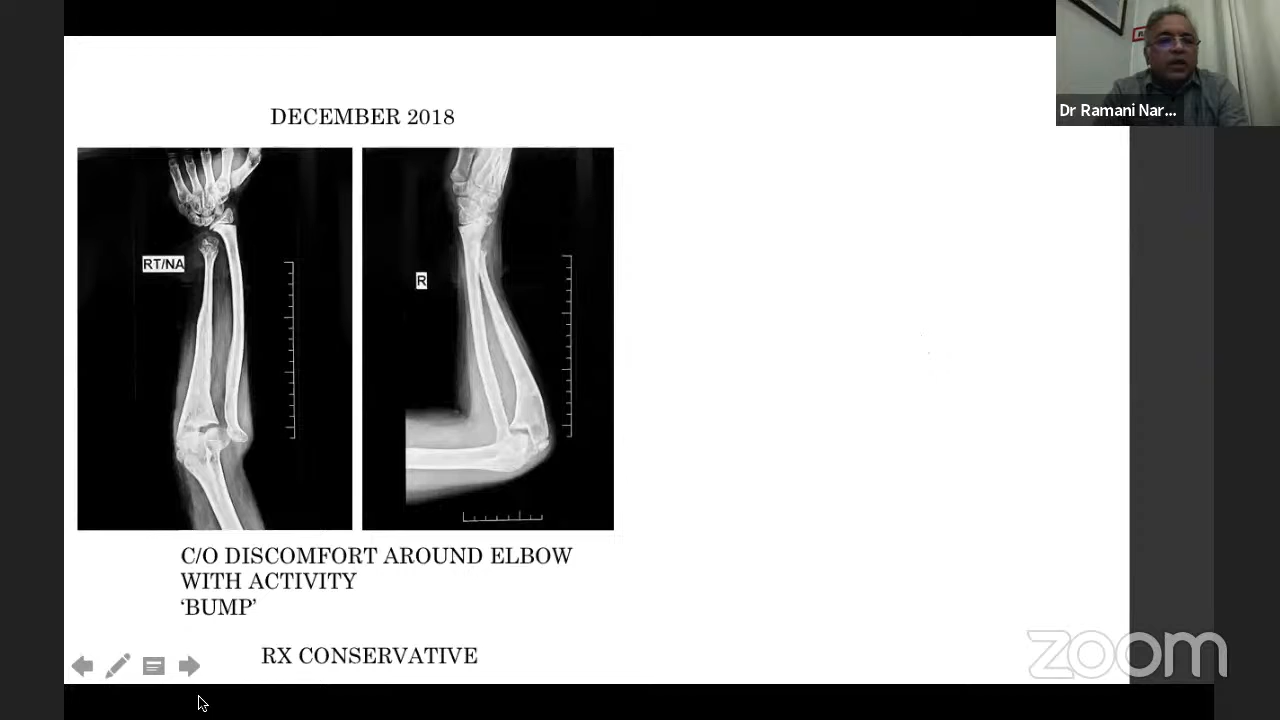 DECEMBER 2018
Dr Ramani Nar...
RT/NA
R
C/O DISCOMFORT AROUND ELBOW
WITH ACTIVITY
‘BUMP’
RX CONSERVATIVE
zoom